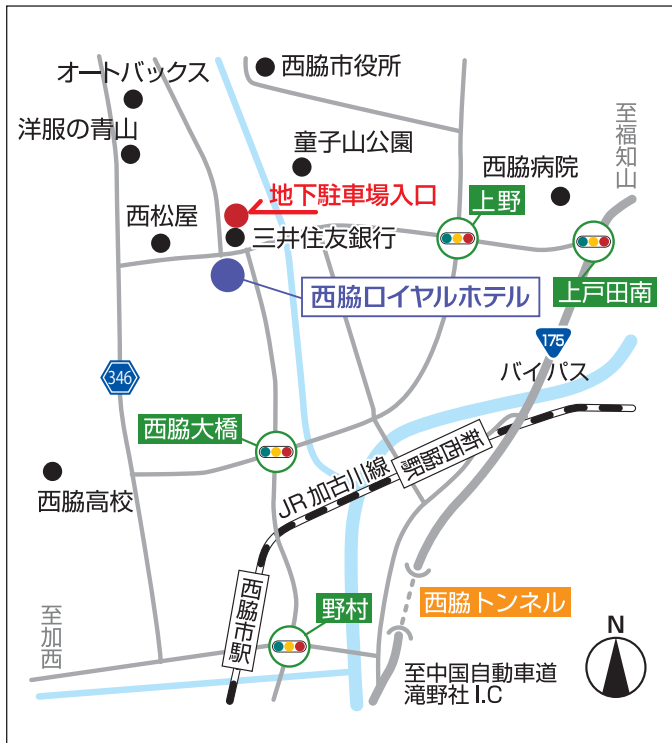 オートバックス
西脇市役所
洋服の青山
童子山公園
至福知山
西脇病院
地下駐車場入口
西松屋
上野
三井住友銀行
上戸田南
西脇ロイヤルホテル
175
バイパス
346
西脇大橋
新西脇駅
JR加古川線
西脇高校
西脇トンネル
至加西
西脇市駅
野村
N
至中国自動車道
滝野社I.C